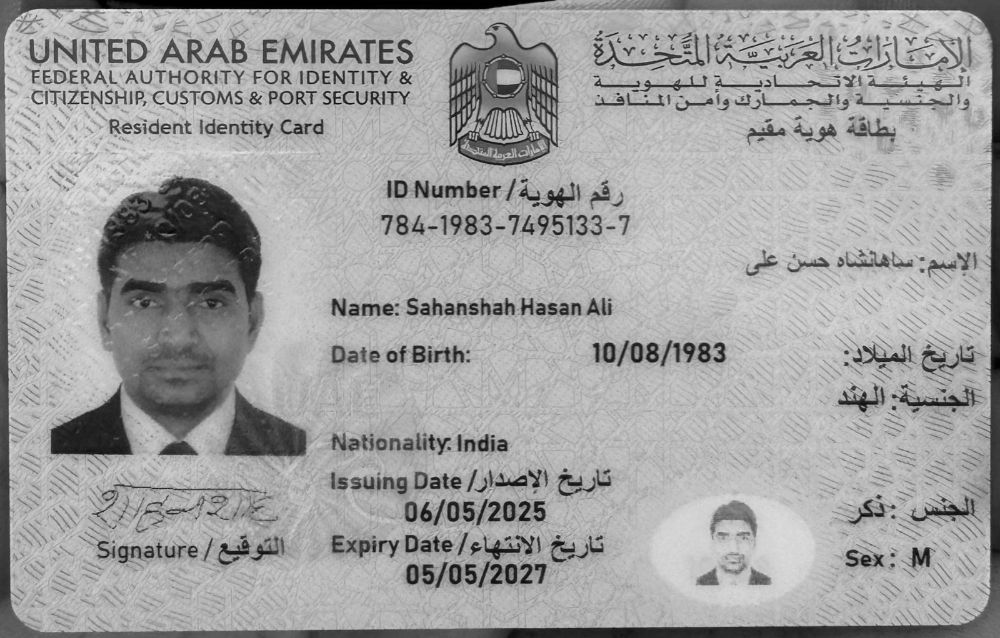 UNITED ARAB EMIRATES
FEDERAL AUTHORITY FOR IDENTITY &
CITIZENSHIP, CUSTOMS & PORT SECURITY
Resident Identity Card
الإمارات العربية المتحدة
الهيئة الاتحادية للهوية
والجنسية والجمارك وأمن المنافذ
بطاقة هوية مقيم
الإمارات العربية المتحدة
ID Number / رقم الهوية
784-1983-7495133-7
الإسم: ساهانشاه حسن على
Name: Sahanshah Hasan Ali
Date of Birth: 10/08/1983 تاريخ الميلاد:
الجنسية: الهند
Nationality: India
Issuing Date / تاريخ الإصدار
06/05/2025
Expiry Date / تاريخ الانتهاء
05/05/2027
الجنس: ذكر
Sex: M
Signature / التوقيع